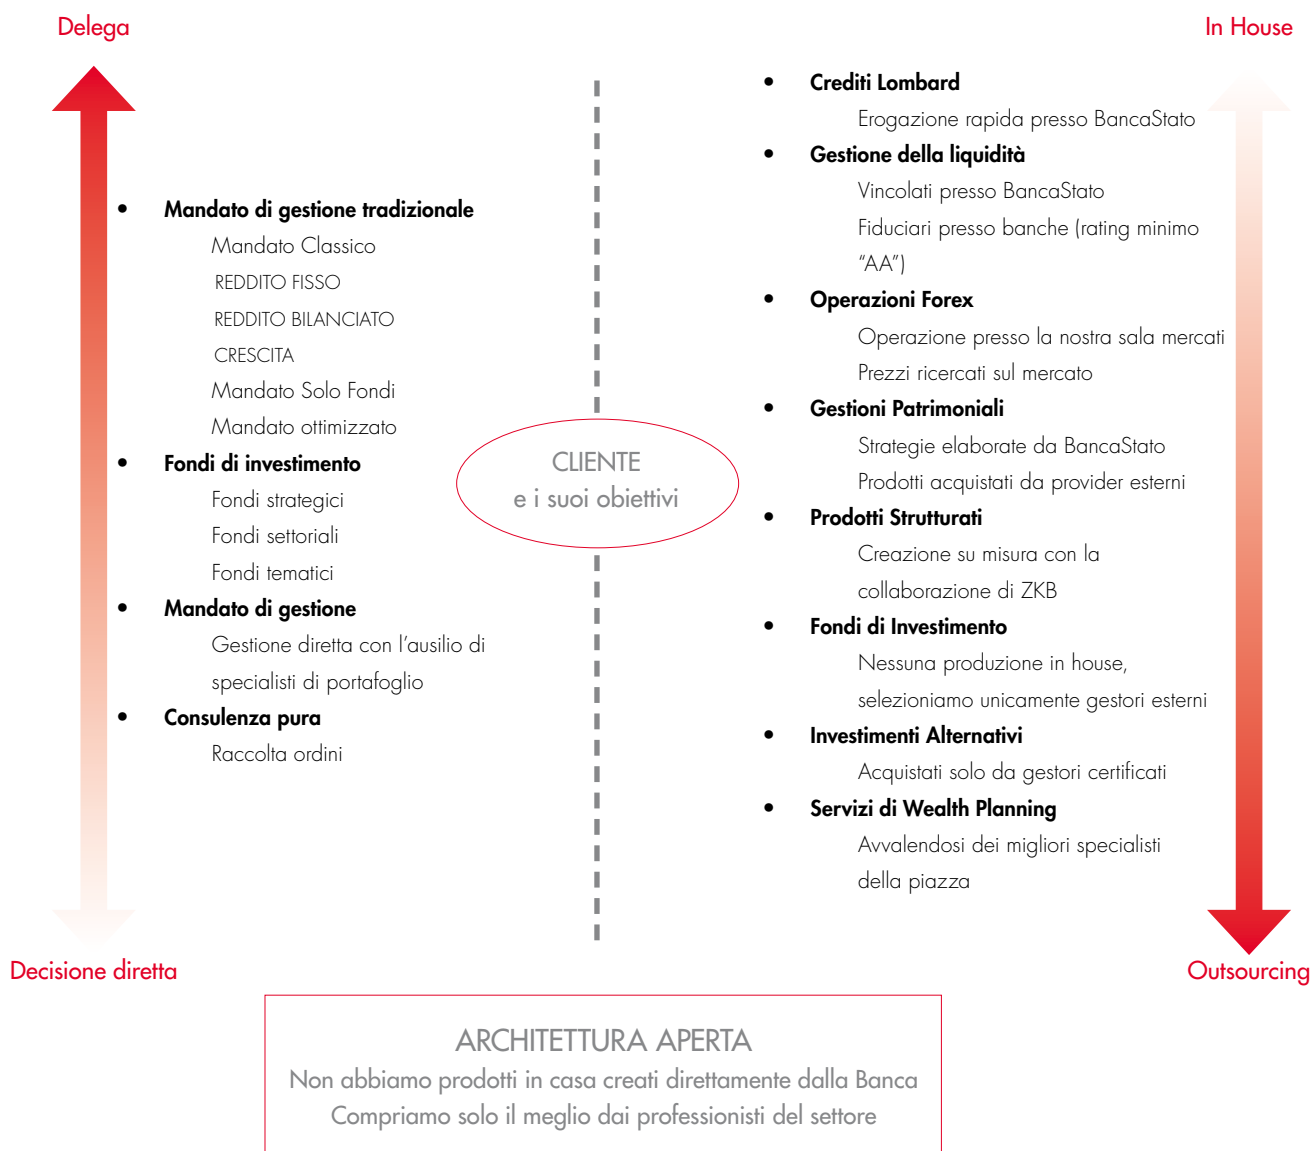 Delega
• Mandato di gestione tradizionale
Mandato Classico
REDDITO FISSO
REDDITO BILANCIATO
CRESCITA
Mandato Solo Fondi
Mandato ottimizzato
• Fondi di investimento
Fondi strategici
Fondi settoriali
Fondi tematici
• Mandato di gestione
Gestione diretta con l’ausilio di
specialisti di portafoglio
• Consulenza pura
Raccolta ordini
Decisione diretta
CLIENTE
e i suoi obiettivi
In House
• Crediti Lombard
Erogazione rapida presso BancaStato
• Gestione della liquidità
Vincolati presso BancaStato
Fiduciari presso banche (rating minimo
“AA”)
• Operazioni Forex
Operazione presso la nostra sala mercati
Prezzi ricercati sul mercato
• Gestioni Patrimoniali
Strategie elaborate da BancaStato
Prodotti acquistati da provider esterni
• Prodotti Strutturati
Creazione su misura con la
collaborazione di ZKB
• Fondi di Investimento
Nessuna produzione in house,
selezioniamo unicamente gestori esterni
• Investimenti Alternativi
Acquistati solo da gestori certificati
• Servizi di Wealth Planning
Avvalendosi dei migliori specialisti
della piazza
Outsourcing
ARCHITETTURA APERTA
Non abbiamo prodotti in casa creati direttamente dalla Banca
Compriamo solo il meglio dai professionisti del settore